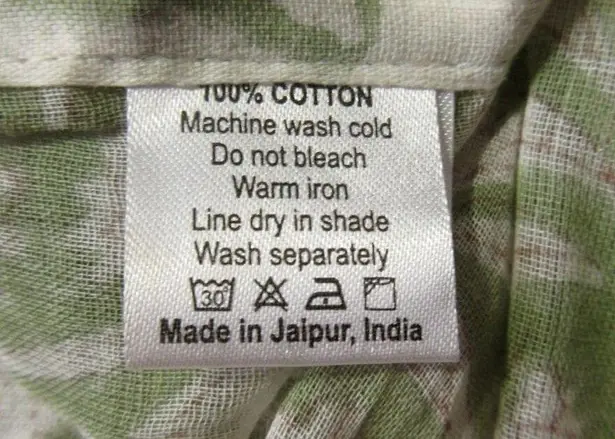 100% COTTON
Machine wash cold
Do not bleach
Warm iron
Line dry in shade
Wash separately
30°
Made in Jaipur, India